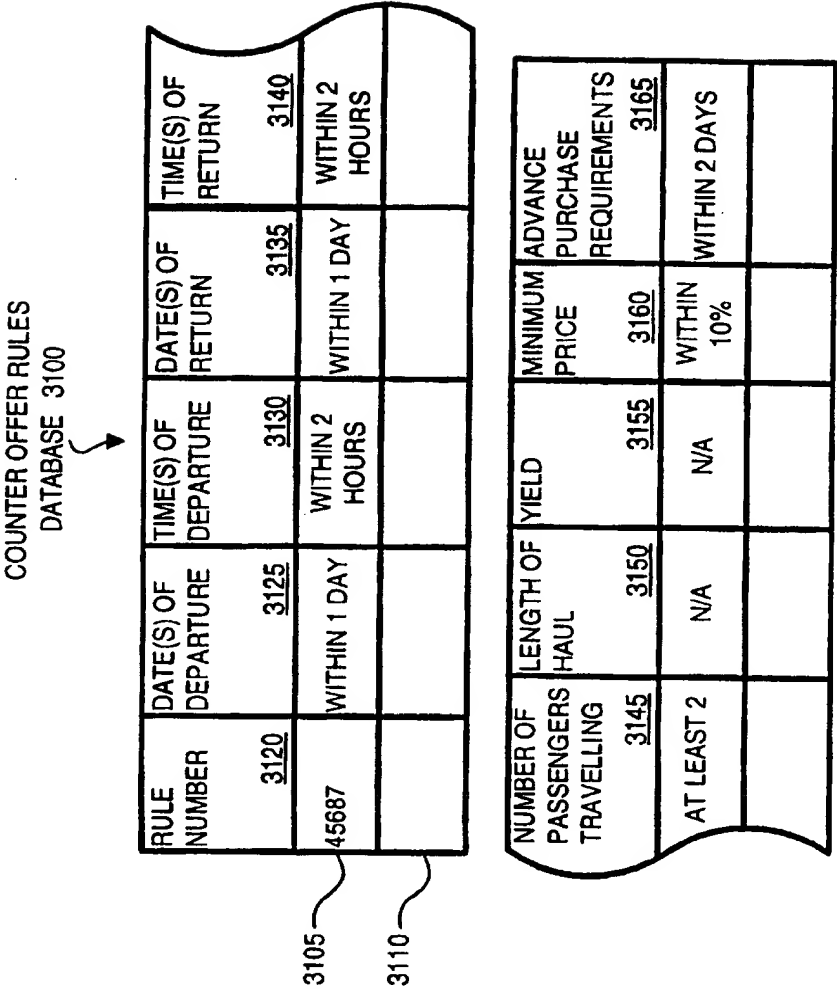 COUNTER OFFER RULES
DATABASE 3100
RULE
NUMBER
3120
DATE(S) OF
DEPARTURE
3125
TIME(S) OF
DEPARTURE
3130
DATE(S) OF
RETURN
3135
TIME(S) OF
RETURN
3140
3105
45687
WITHIN 1 DAY
WITHIN 2
HOURS
WITHIN 1 DAY
WITHIN 2
HOURS
3110
NUMBER OF
PASSENGERS
TRAVELLING
3145
LENGTH OF
HAUL
3150
YIELD
3155
MINIMUM
PRICE
3160
ADVANCE
PURCHASE
REQUIREMENTS
3165
AT LEAST 2
N/A
N/A
WITHIN
10%
WITHIN 2 DAYS